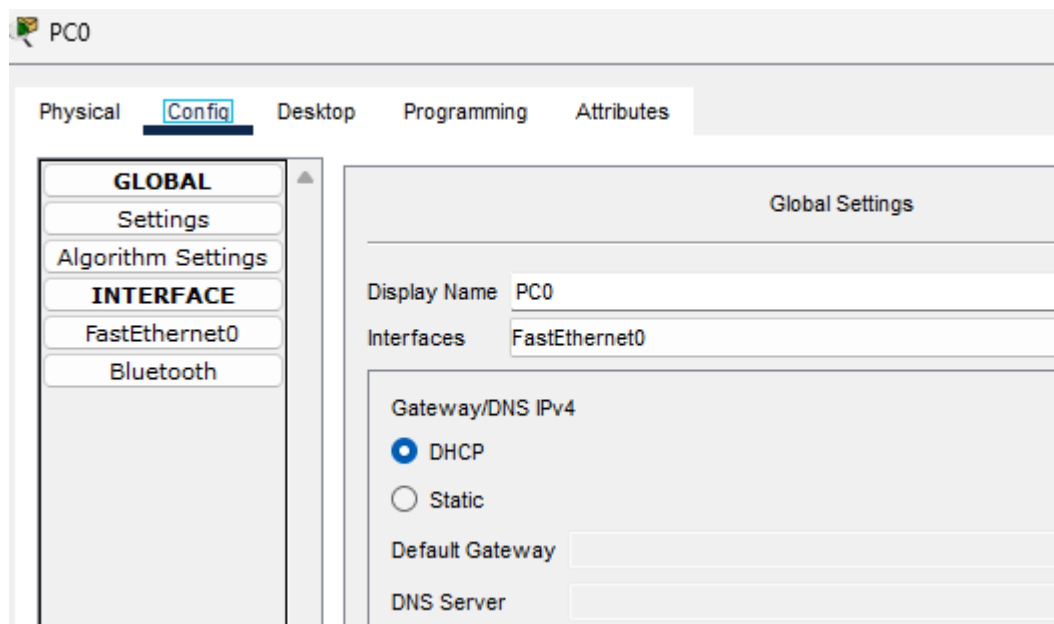 PC0
Physical Config Desktop Programming Attributes
GLOBAL
Settings
Algorithm Settings
INTERFACE
FastEthernet0
Bluetooth
Global Settings
Display Name PC0
Interfaces FastEthernet0
Gateway/DNS IPv4
DHCP
Static
Default Gateway
DNS Server